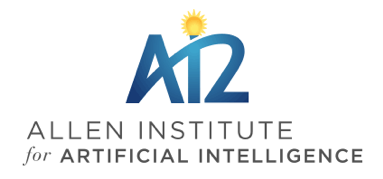 Ai2
ALLEN INSTITUTE
for ARTIFICIAL INTELLIGENCE